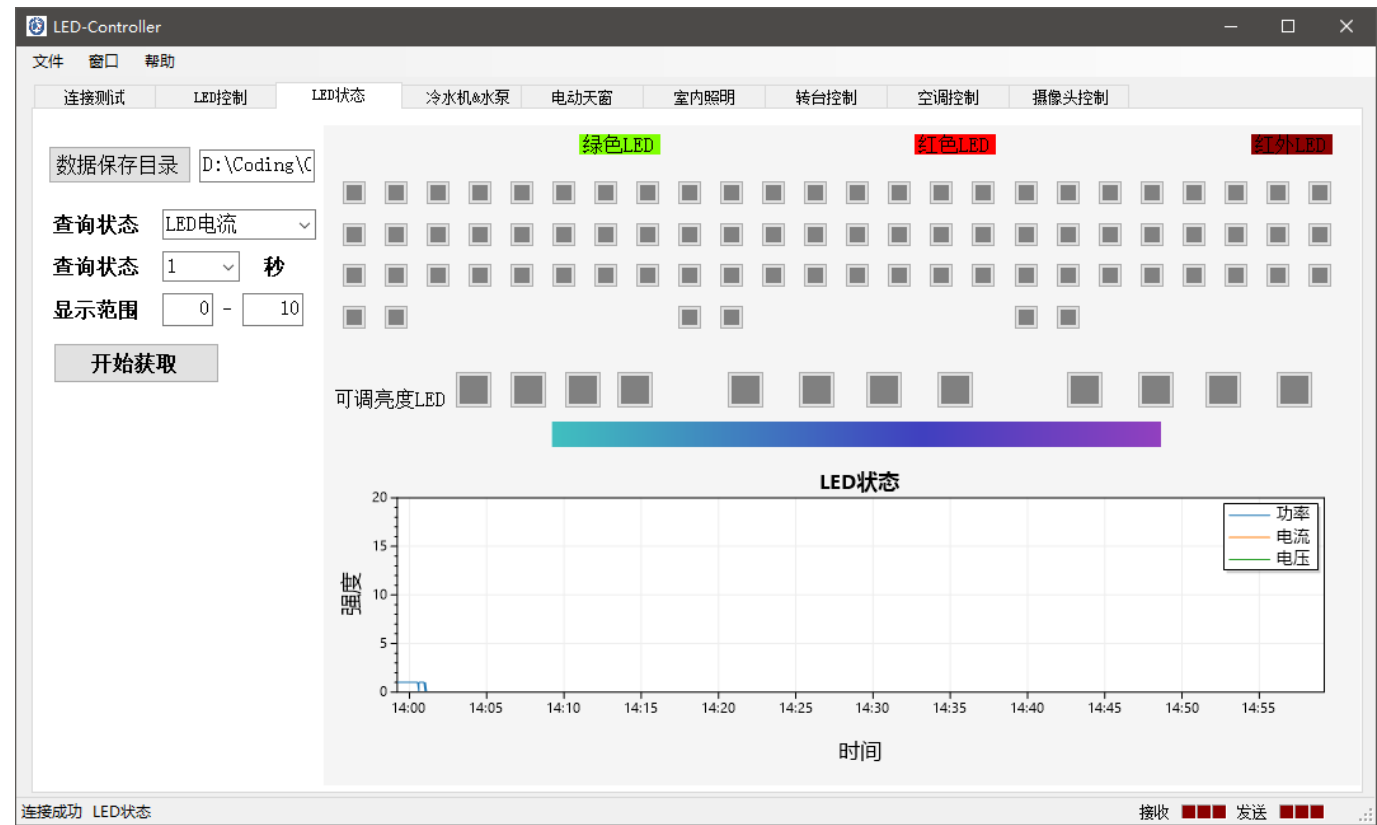 LED-Controller
文件 窗口 帮助
连接测试 LED控制 LED状态 冷水机&水泵 电动天窗 室内照明 转台控制 空调控制 摄像头控制
绿色LED 红色LED 红外LED
数据保存目录 D:\Coding\C
查询状态 LED电流
查询状态 1 秒
显示范围 0 - 10
开始获取
可调亮度LED
LED状态
20
15
10
5
0
强度
功率
电流
电压
14:00 14:05 14:10 14:15 14:20 14:25 14:30 14:35 14:40 14:45 14:50 14:55
时间
连接成功 LED状态 接收 发送